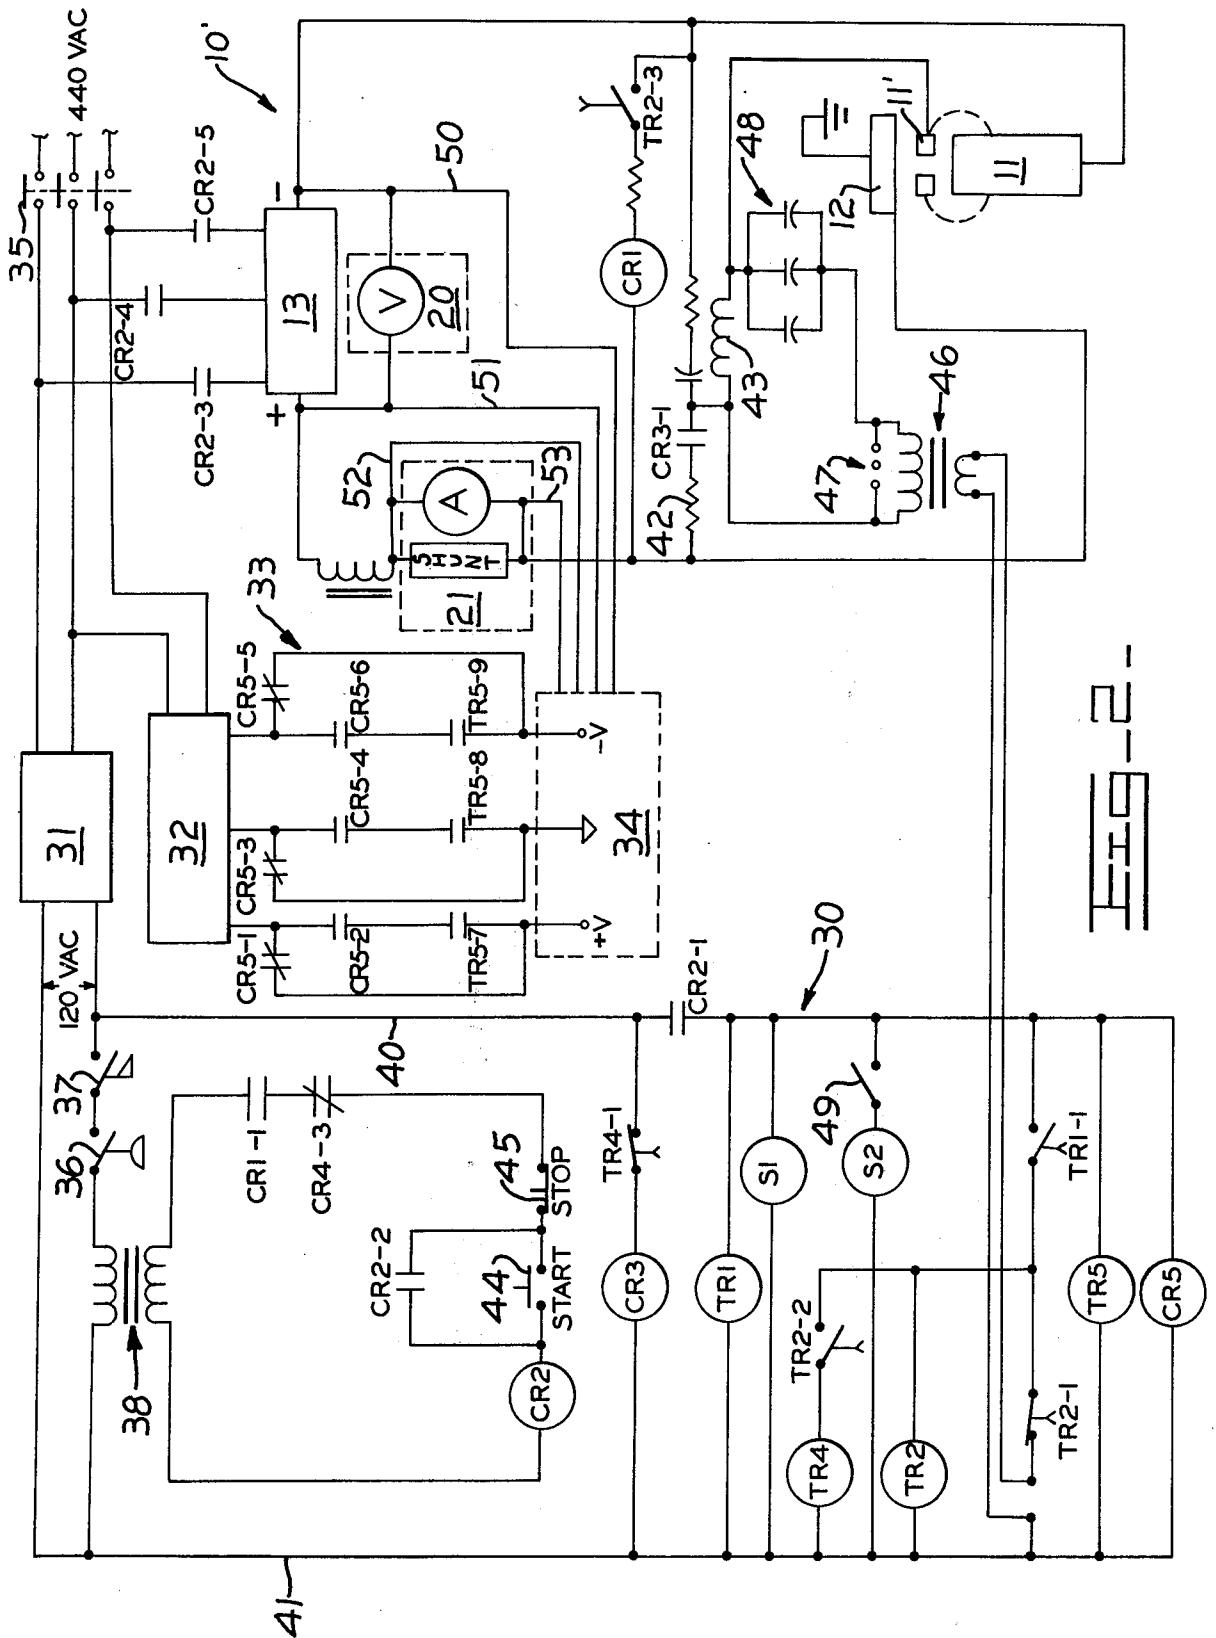 35
440 VAC
10'
CR2-5
CR2-4
CR2-3
-
+
13
V
20
50
51
52
53
A
SHUNT
21
TR2-3
CR1
CR3-1
42
43
48
12
11'
11
47
46
31
32
33
CR5-5
CR5-6
TR5-9
CR5-3
CR5-4
TR5-8
CR5-1
CR5-2
TR5-7
-V
+V
34
120 VAC
37
36
38
40
41
CR1-1
CR4-3
CR2-2
44
START
45
STOP
CR2
CR2-1
30
TR4-1
CR3
TR1
S1
49
S2
TR2-2
TR4
TR2
TR1-1
TR2-1
TR5
CR5
FIG-2-